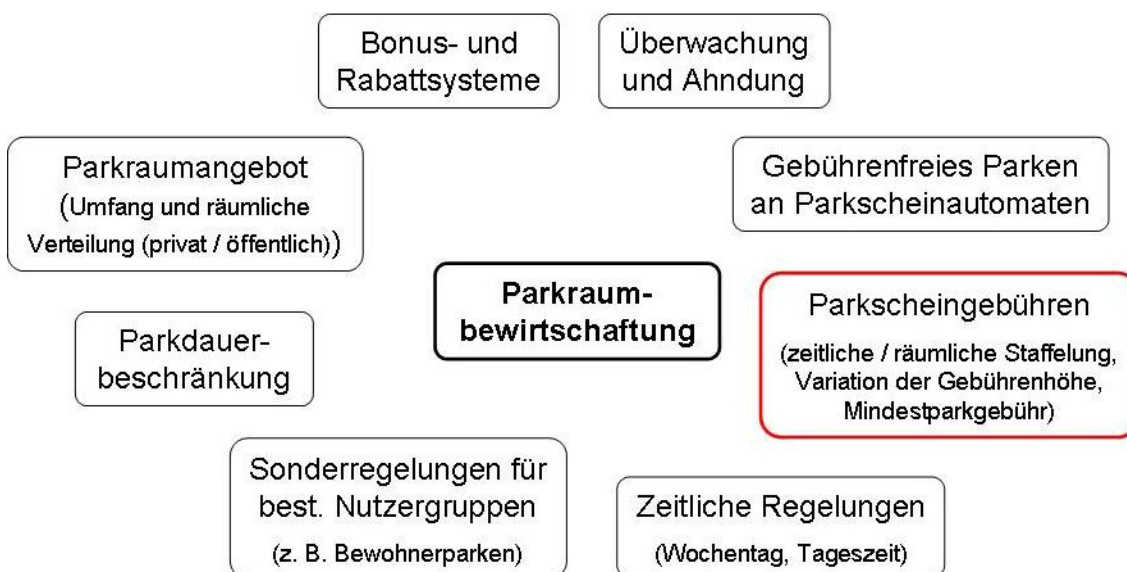 Bonus- und
Rabattsysteme
Überwachung
und Ahndung
Parkraumangebot
(Umfang und räumliche
Verteilung (privat / öffentlich))
Gebührenfreies Parken
an Parkscheinautomaten
Parkraum-
bewirtschaftung
Parkscheingebühren
(zeitliche / räumliche Staffelung,
Variation der Gebührenhöhe,
Mindestparkgebühr)
Parkdauer-
beschränkung
Sonderregelungen für
best. Nutzergruppen
(z. B. Bewohnerparken)
Zeitliche Regelungen
(Wochentag, Tageszeit)